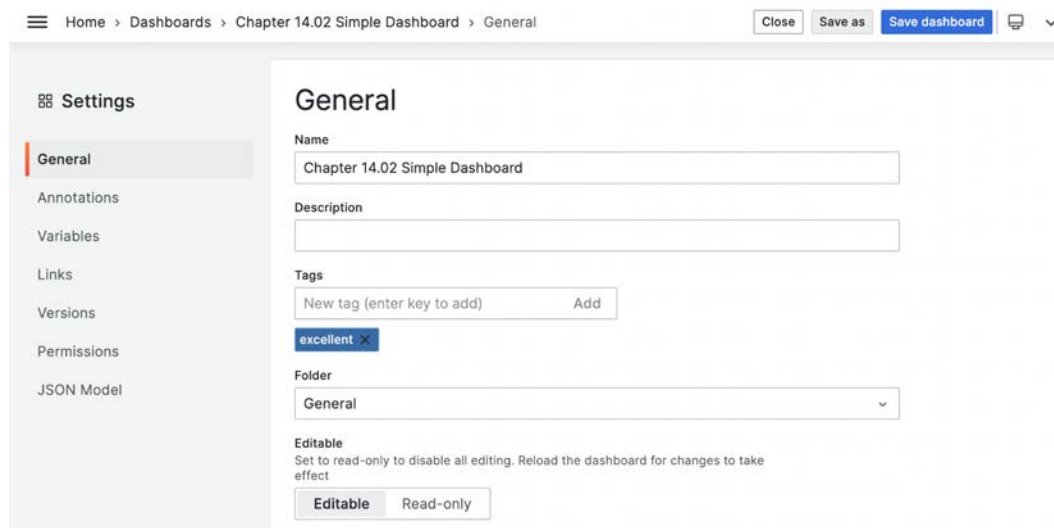 Home > Dashboards > Chapter 14.02 Simple Dashboard > General
Close Save as Save dashboard
Settings
General
Annotations
Variables
Links
Versions
Permissions
JSON Model
General
Name
Chapter 14.02 Simple Dashboard
Description
Tags
New tag (enter key to add) Add
excellent ×
Folder
General
Editable
Set to read-only to disable all editing. Reload the dashboard for changes to take
effect
Editable Read-only